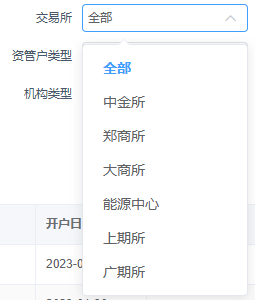 交易所 全部
资管户类型
全部
机构类型
中金所
郑商所
大商所
能源中心
开户日
上期所
2023-0
广期所